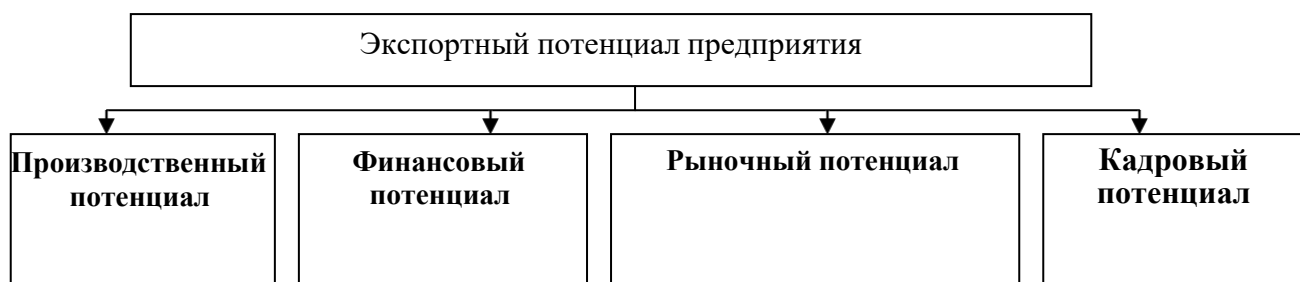 Экспортный потенциал предприятия
Производственный
потенциал
Финансовый
потенциал
Рыночный потенциал
Кадровый
потенциал